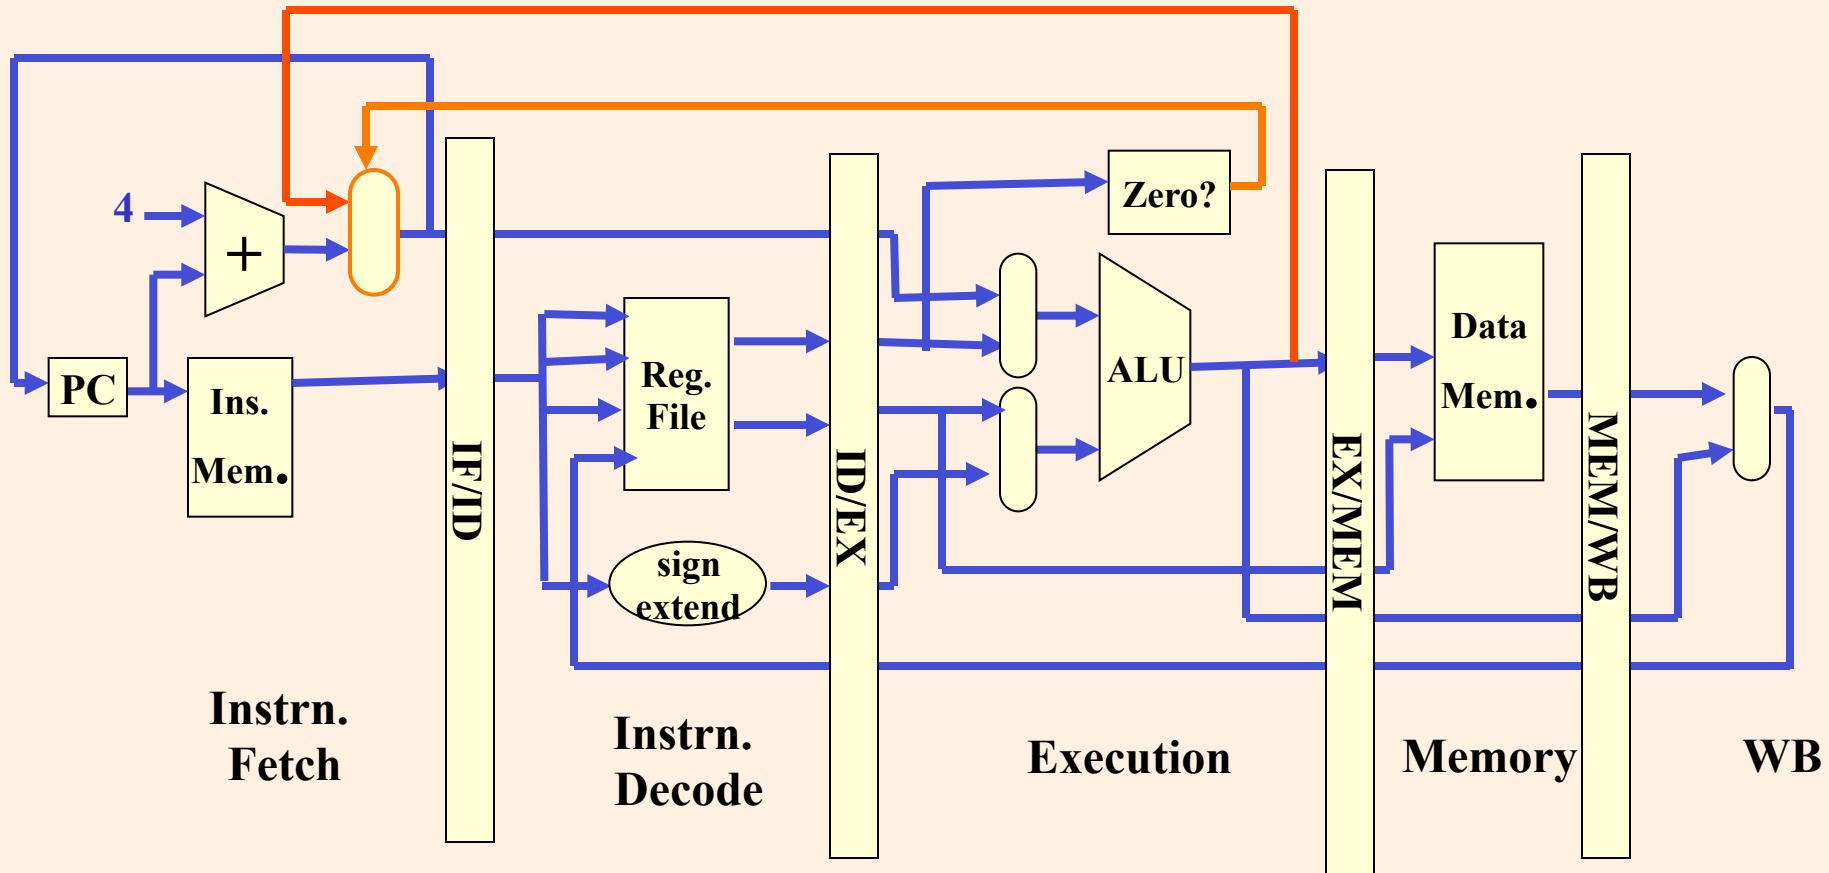 4
+
PC
Ins.
Mem.
IF/ID
Reg.
File
sign
extend
ID/EX
Zero?
ALU
EX/MEM
Data
Mem.
MEM/WB
Instrn.
Fetch
Instrn.
Decode
Execution
Memory
WB